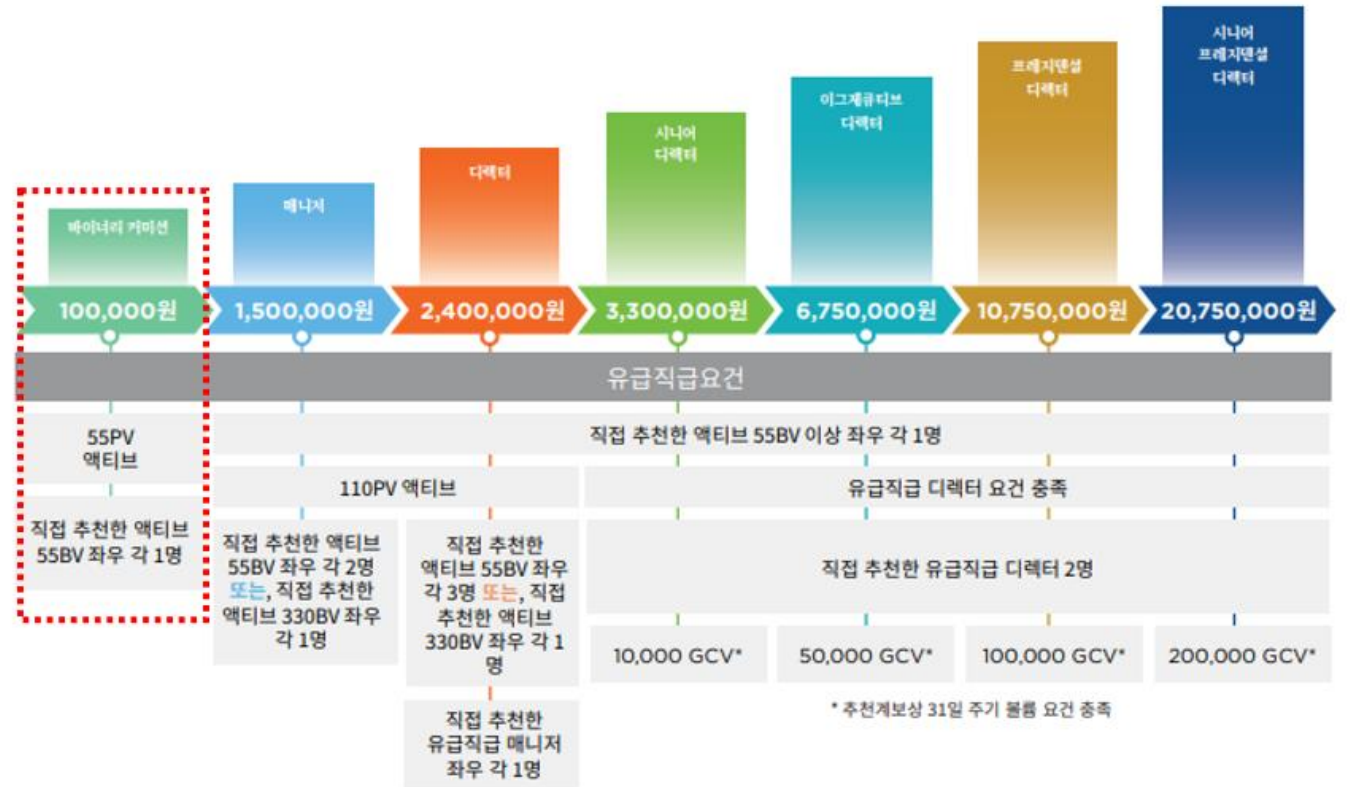 바이너리 커미션
매니저
디렉터
시니어
디렉터
이그제큐티브
디렉터
프레지덴셜
디렉터
시니어
프레지덴셜
디렉터
100,000원
1,500,000원
2,400,000원
3,300,000원
6,750,000원
10,750,000원
20,750,000원
유급직급요건
55PV
액티브
직접 추천한 액티브
55BV 좌우 각 1명
직접 추천한 액티브 55BV 이상 좌우 각 1명
110PV 액티브
유급직급 디렉터 요건 충족
직접 추천한 액티브
55BV 좌우 각 2명
또는, 직접 추천한
액티브 330BV 좌우
각 1명
직접 추천한
액티브 55BV 좌우
각 3명 또는, 직접
추천한 액티브
330BV 좌우 각 1
명
직접 추천한
유급직급 매니저
좌우 각 1명
직접 추천한 유급직급 디렉터 2명
10,000 GCV*
50,000 GCV*
100,000 GCV*
200,000 GCV*
* 추천계보상 31일 주기 볼륨 요건 충족